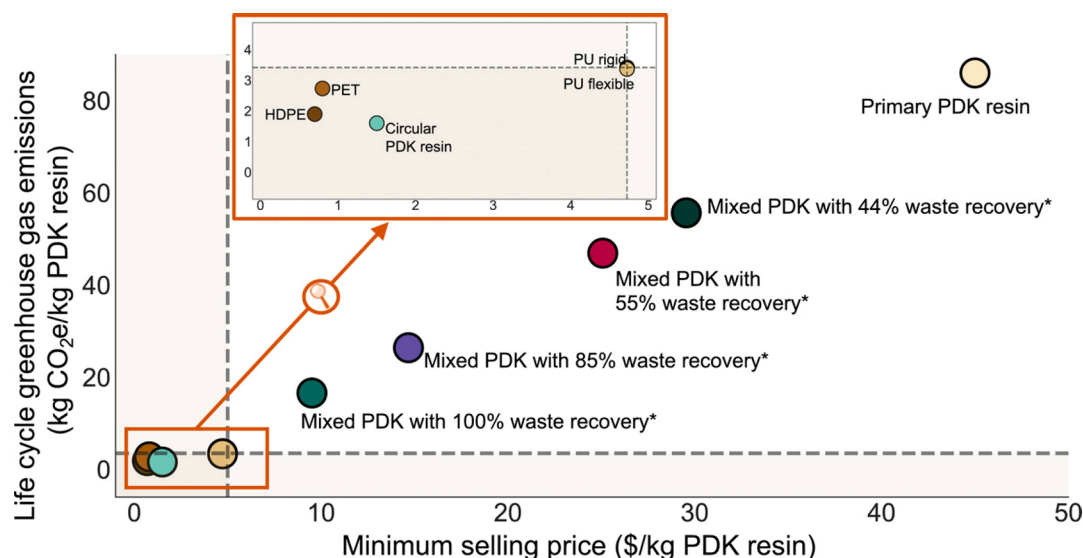 Life cycle greenhouse gas emissions
(kg CO₂e/kg PDK resin)
80
60
40
20
0
4
3
2
1
0
PU rigid
PU flexible
PET
HDPE
Circular
PDK resin
0 1 2 3 4 5
Primary PDK resin
Mixed PDK with 44% waste recovery*
Mixed PDK with
55% waste recovery*
Mixed PDK with 85% waste recovery*
Mixed PDK with 100% waste recovery*
0 10 20 30 40 50
Minimum selling price ($/kg PDK resin)